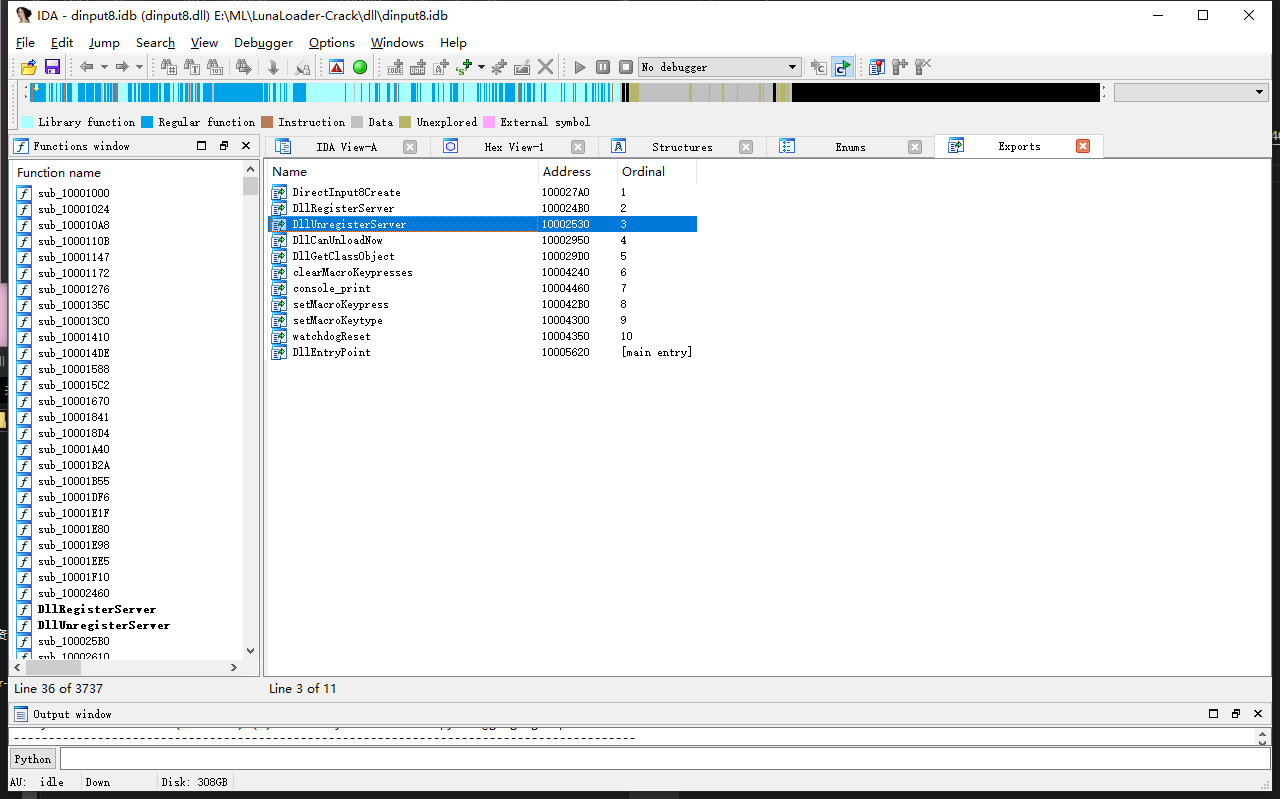 IDA - dinput8.idb (dinput8.dll) E:\ML\LunaLoader-Crack\dll\dinput8.idb
File Edit Jump Search View Debugger Options Windows Help
No debugger
Library function Regular function Instruction Data Unexplored External symbol
Functions window
IDA View-A Hex View-1 Structures Enums Exports
Function name
sub_10001000
sub_10001024
sub_100010A8
sub_1000110B
sub_10001147
sub_10001172
sub_10001276
sub_1000135C
sub_100013C0
sub_10001410
sub_100014DE
sub_10001588
sub_100015C2
sub_10001670
sub_10001841
sub_100018D4
sub_10001A40
sub_10001B2A
sub_10001B55
sub_10001DF6
sub_10001E1F
sub_10001E80
sub_10001E98
sub_10001EE5
sub_10001F10
sub_10002460
DllRegisterServer
DllUnregisterServer
sub_100025B0
sub_10002610
Line 36 of 3737
Name Address Ordinal
DirectInput8Create 100027A0 1
DllRegisterServer 100024B0 2
DllUnregisterServer 10002530 3
DllCanUnloadNow 10002950 4
DllGetClassObject 100029D0 5
clearMacroKeypresses 10004240 6
console_print 10004460 7
setMacroKeypress 100042B0 8
setMacroKeytype 10004300 9
watchdogReset 10004350 10
DllEntryPoint 10005620 [main entry]
Line 3 of 11
Output window
Python
AU: idle Down Disk: 308GB